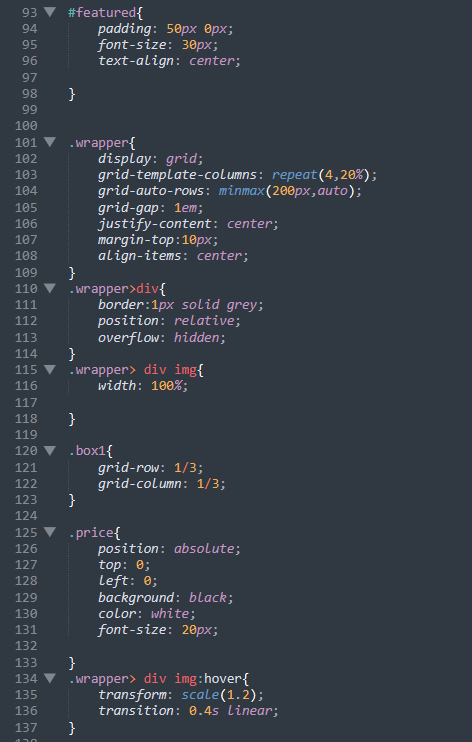 93 #featured{
94 padding: 50px 0px;
95 font-size: 30px;
96 text-align: center;
97
98 }
99
100
101 .wrapper{
102 display: grid;
103 grid-template-columns: repeat(4,20%);
104 grid-auto-rows: minmax(200px,auto);
105 grid-gap: 1em;
106 justify-content: center;
107 margin-top:10px;
108 align-items: center;
109 }
110 .wrapper>div{
111 border:1px solid grey;
112 position: relative;
113 overflow: hidden;
114 }
115 .wrapper> div img{
116 width: 100%;
117
118 }
119
120 .box1{
121 grid-row: 1/3;
122 grid-column: 1/3;
123 }
124
125 .price{
126 position: absolute;
127 top: 0;
128 left: 0;
129 background: black;
130 color: white;
131 font-size: 20px;
132
133 }
134 .wrapper> div img:hover{
135 transform: scale(1.2);
136 transition: 0.4s linear;
137 }